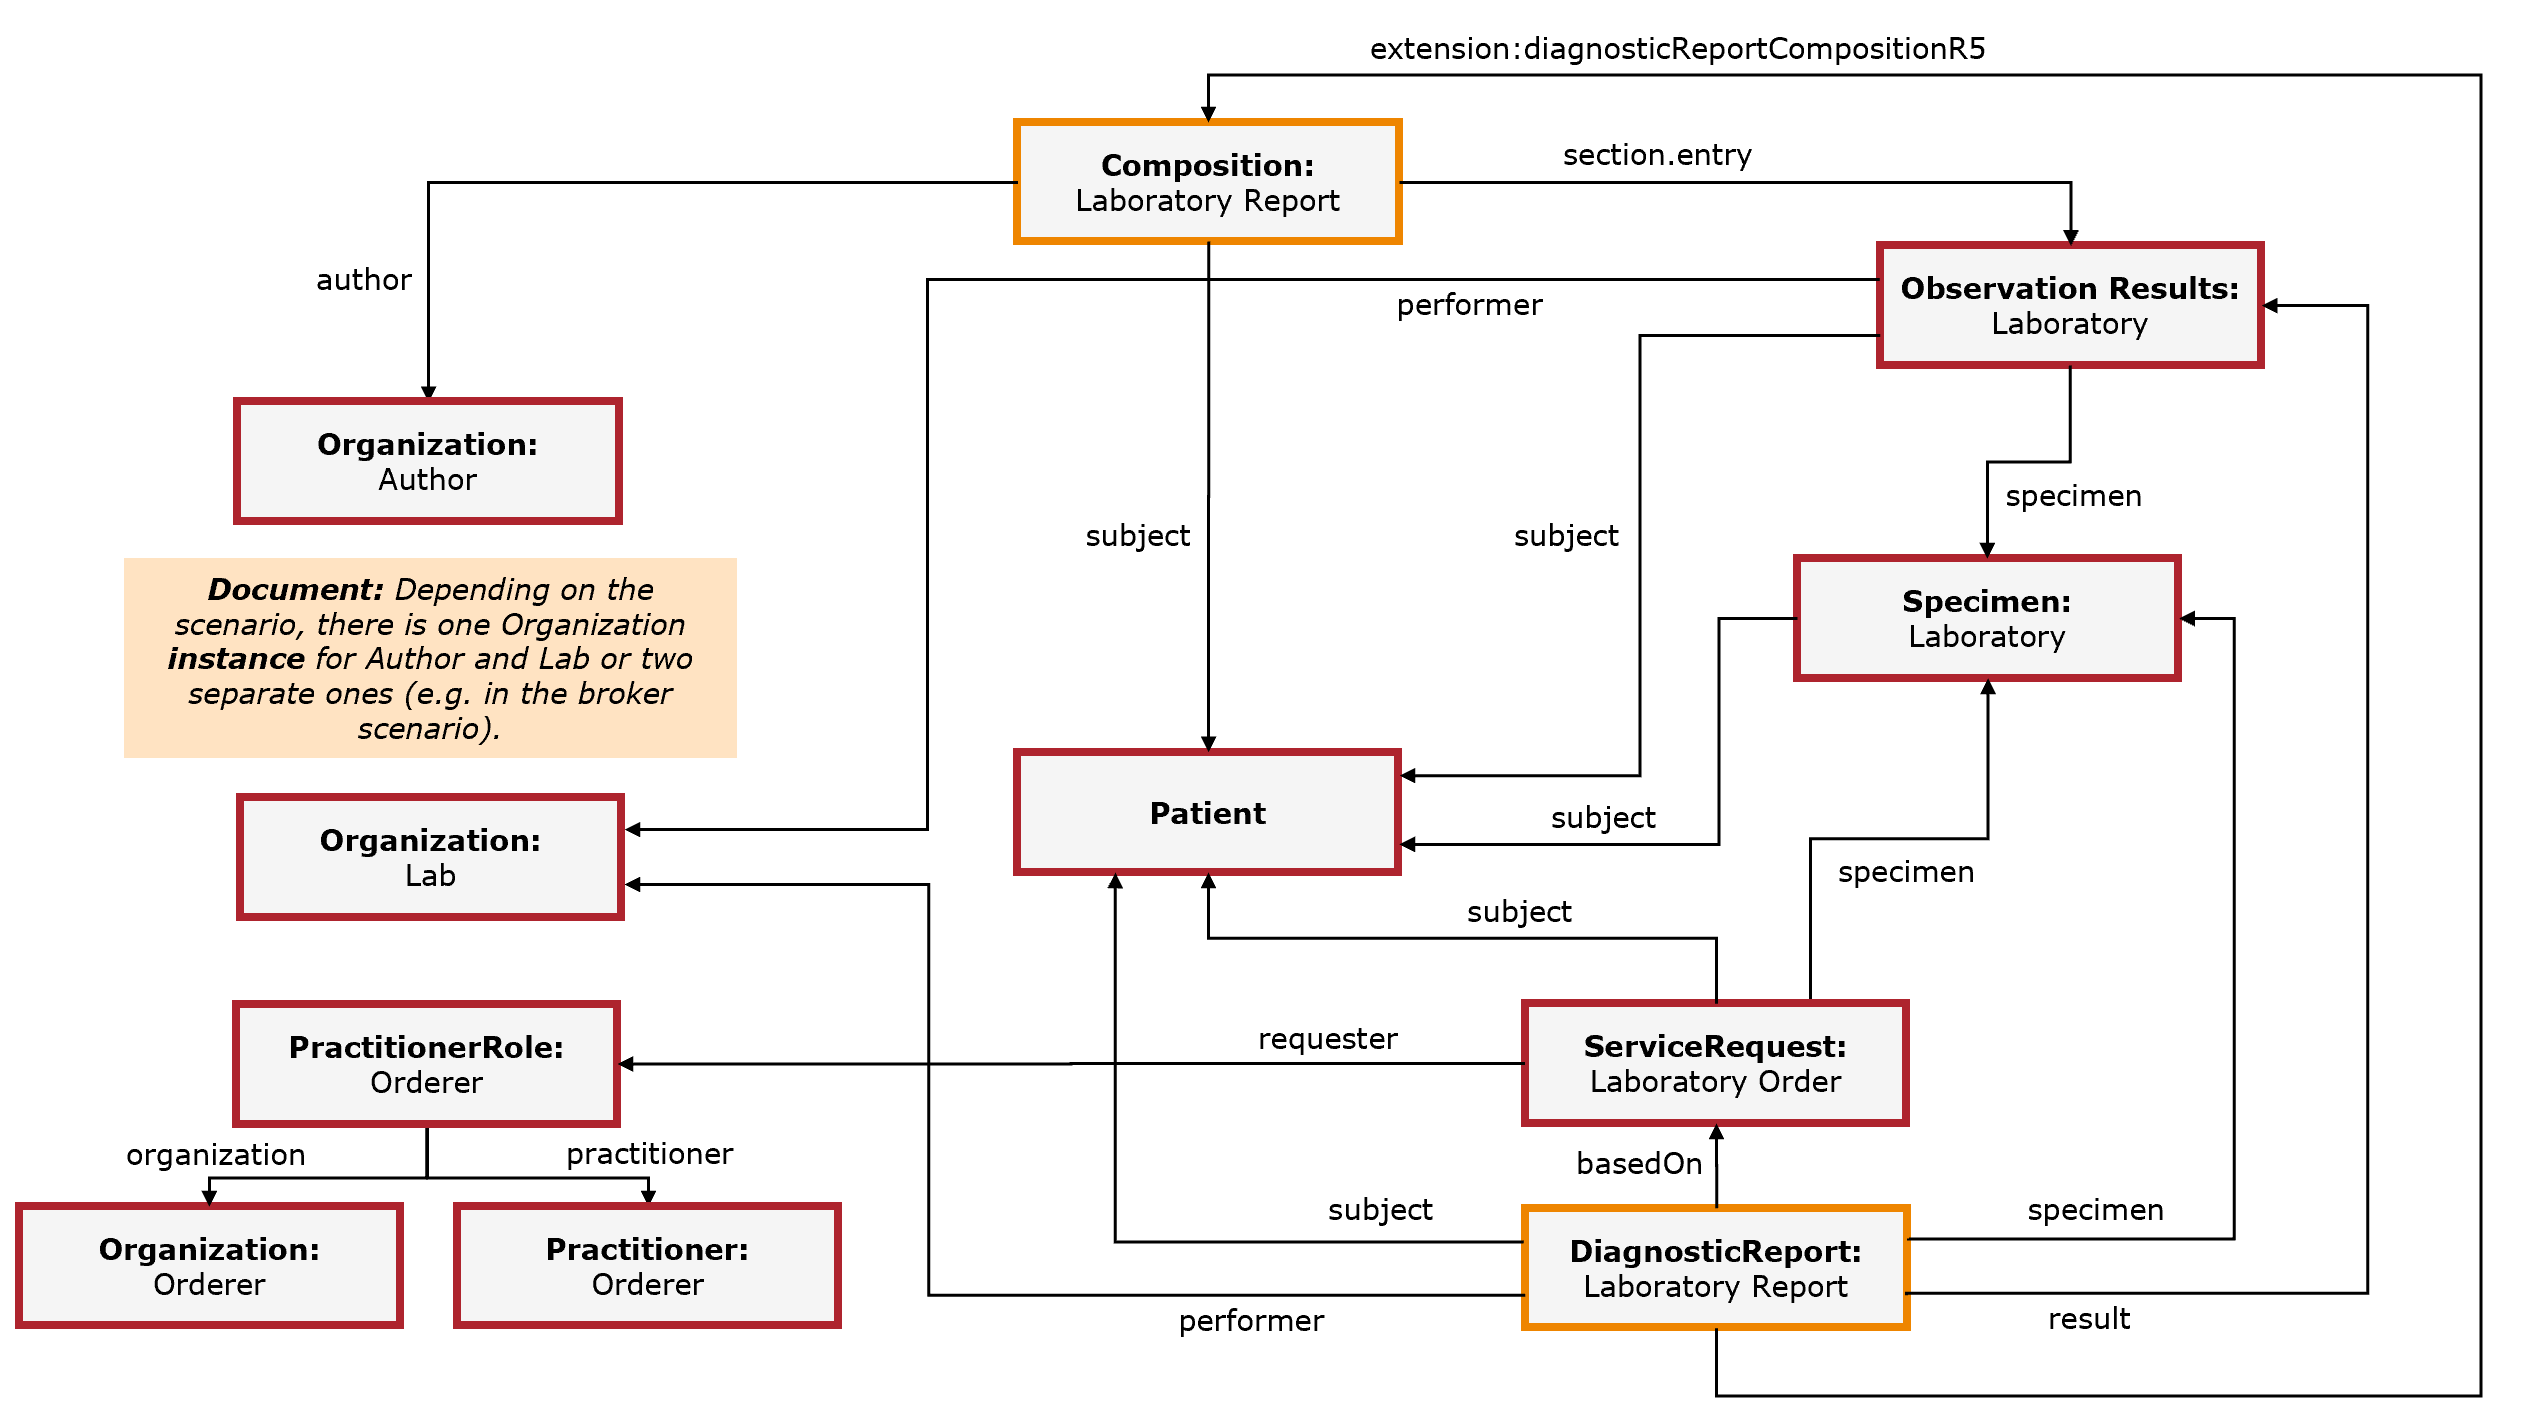 extension:diagnosticReportCompositionR5
Composition:
Laboratory Report
section.entry
author
performer
Observation Results:
Laboratory
Organization:
Author
subject
subject
specimen
Document: Depending on the
scenario, there is one Organization
instance for Author and Lab or two
separate ones (e.g. in the broker
scenario).
Specimen:
Laboratory
Patient
subject
Organization:
Lab
specimen
subject
PractitionerRole:
Orderer
requester
ServiceRequest:
Laboratory Order
organization
practitioner
basedOn
subject
specimen
Organization:
Orderer
Practitioner:
Orderer
DiagnosticReport:
Laboratory Report
performer
result